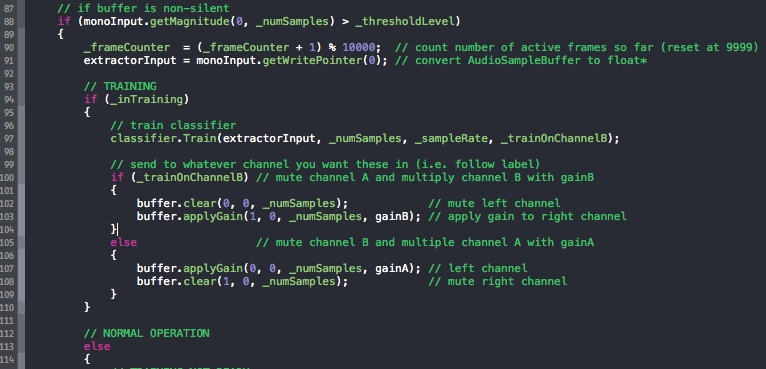 87 // if buffer is non-silent
88 if (monoInput.getMagnitude(0, _numSamples) > _thresholdLevel)
89 {
90 _frameCounter = (_frameCounter + 1) % 10000; // count number of active frames so far (reset at 9999)
91 extractorInput = monoInput.getWritePointer(0); // convert AudioSampleBuffer to float*
92
93 // TRAINING
94 if (_inTraining)
95 {
96 // train classifier
97 classifier.Train(extractorInput, _numSamples, _sampleRate, _trainOnChannelB);
98
99 // send to whatever channel you want these in (i.e. follow label)
100 if (_trainOnChannelB) // mute channel A and multiply channel B with gainB
101 {
102 buffer.clear(0, 0, _numSamples); // mute left channel
103 buffer.applyGain(1, 0, _numSamples, gainB); // apply gain to right channel
104 }
105 else // mute channel B and multiple channel A with gainA
106 {
107 buffer.applyGain(0, 0, _numSamples, gainA); // left channel
108 buffer.clear(1, 0, _numSamples); // mute right channel
109 }
110 }
111
112 // NORMAL OPERATION
113 else
114 {